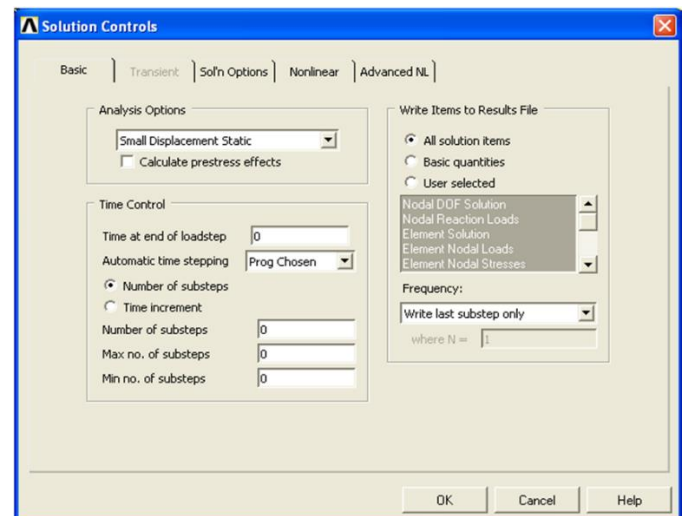 Solution Controls
Basic
Transient
Sol'n Options
Nonlinear
Advanced NL
Analysis Options
Small Displacement Static
Calculate prestress effects
Time Control
Time at end of loadstep 0
Automatic time stepping Prog Chosen
Number of substeps
Time increment
Number of substeps 0
Max no. of substeps 0
Min no. of substeps 0
Write Items to Results File
All solution items
Basic quantities
User selected
Nodal DOF Solution
Nodal Reaction Loads
Element Solution
Element Nodal Loads
Element Nodal Stresses
Frequency:
Write last substep only
where N = 1
OK
Cancel
Help